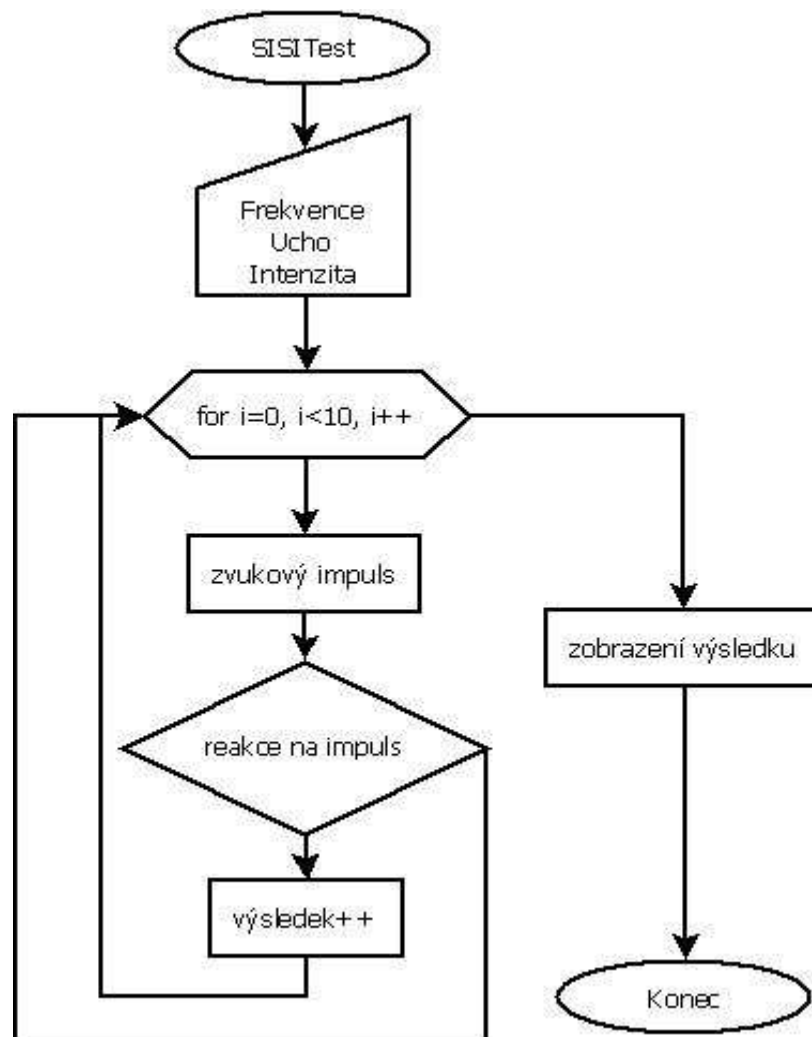 SISITest
Frekvence
Ucho
Intenzita
for i=0, i<10, i++
zvukový impuls
zobrazení výsledku
reakce na impuls
výsledek++
Konec